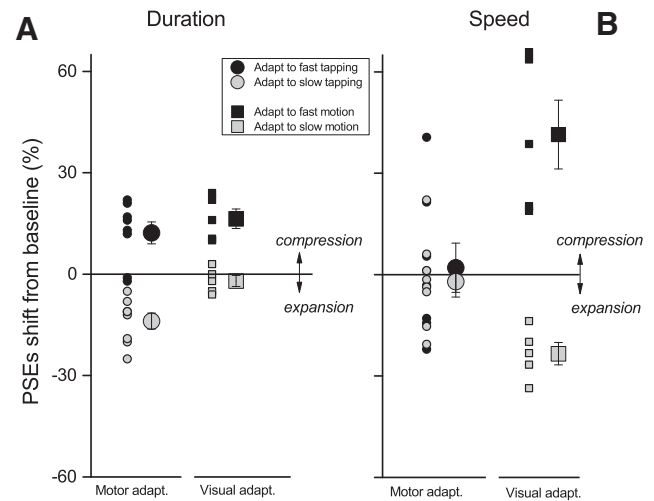 A
Duration
Speed
B
Adapt to fast tapping
Adapt to slow tapping
Adapt to fast motion
Adapt to slow motion
PSEs shift from baseline (%)
60
30
0
-30
-60
compression
expansion
compression
expansion
Motor adapt.
Visual adapt.
Motor adapt.
Visual adapt.